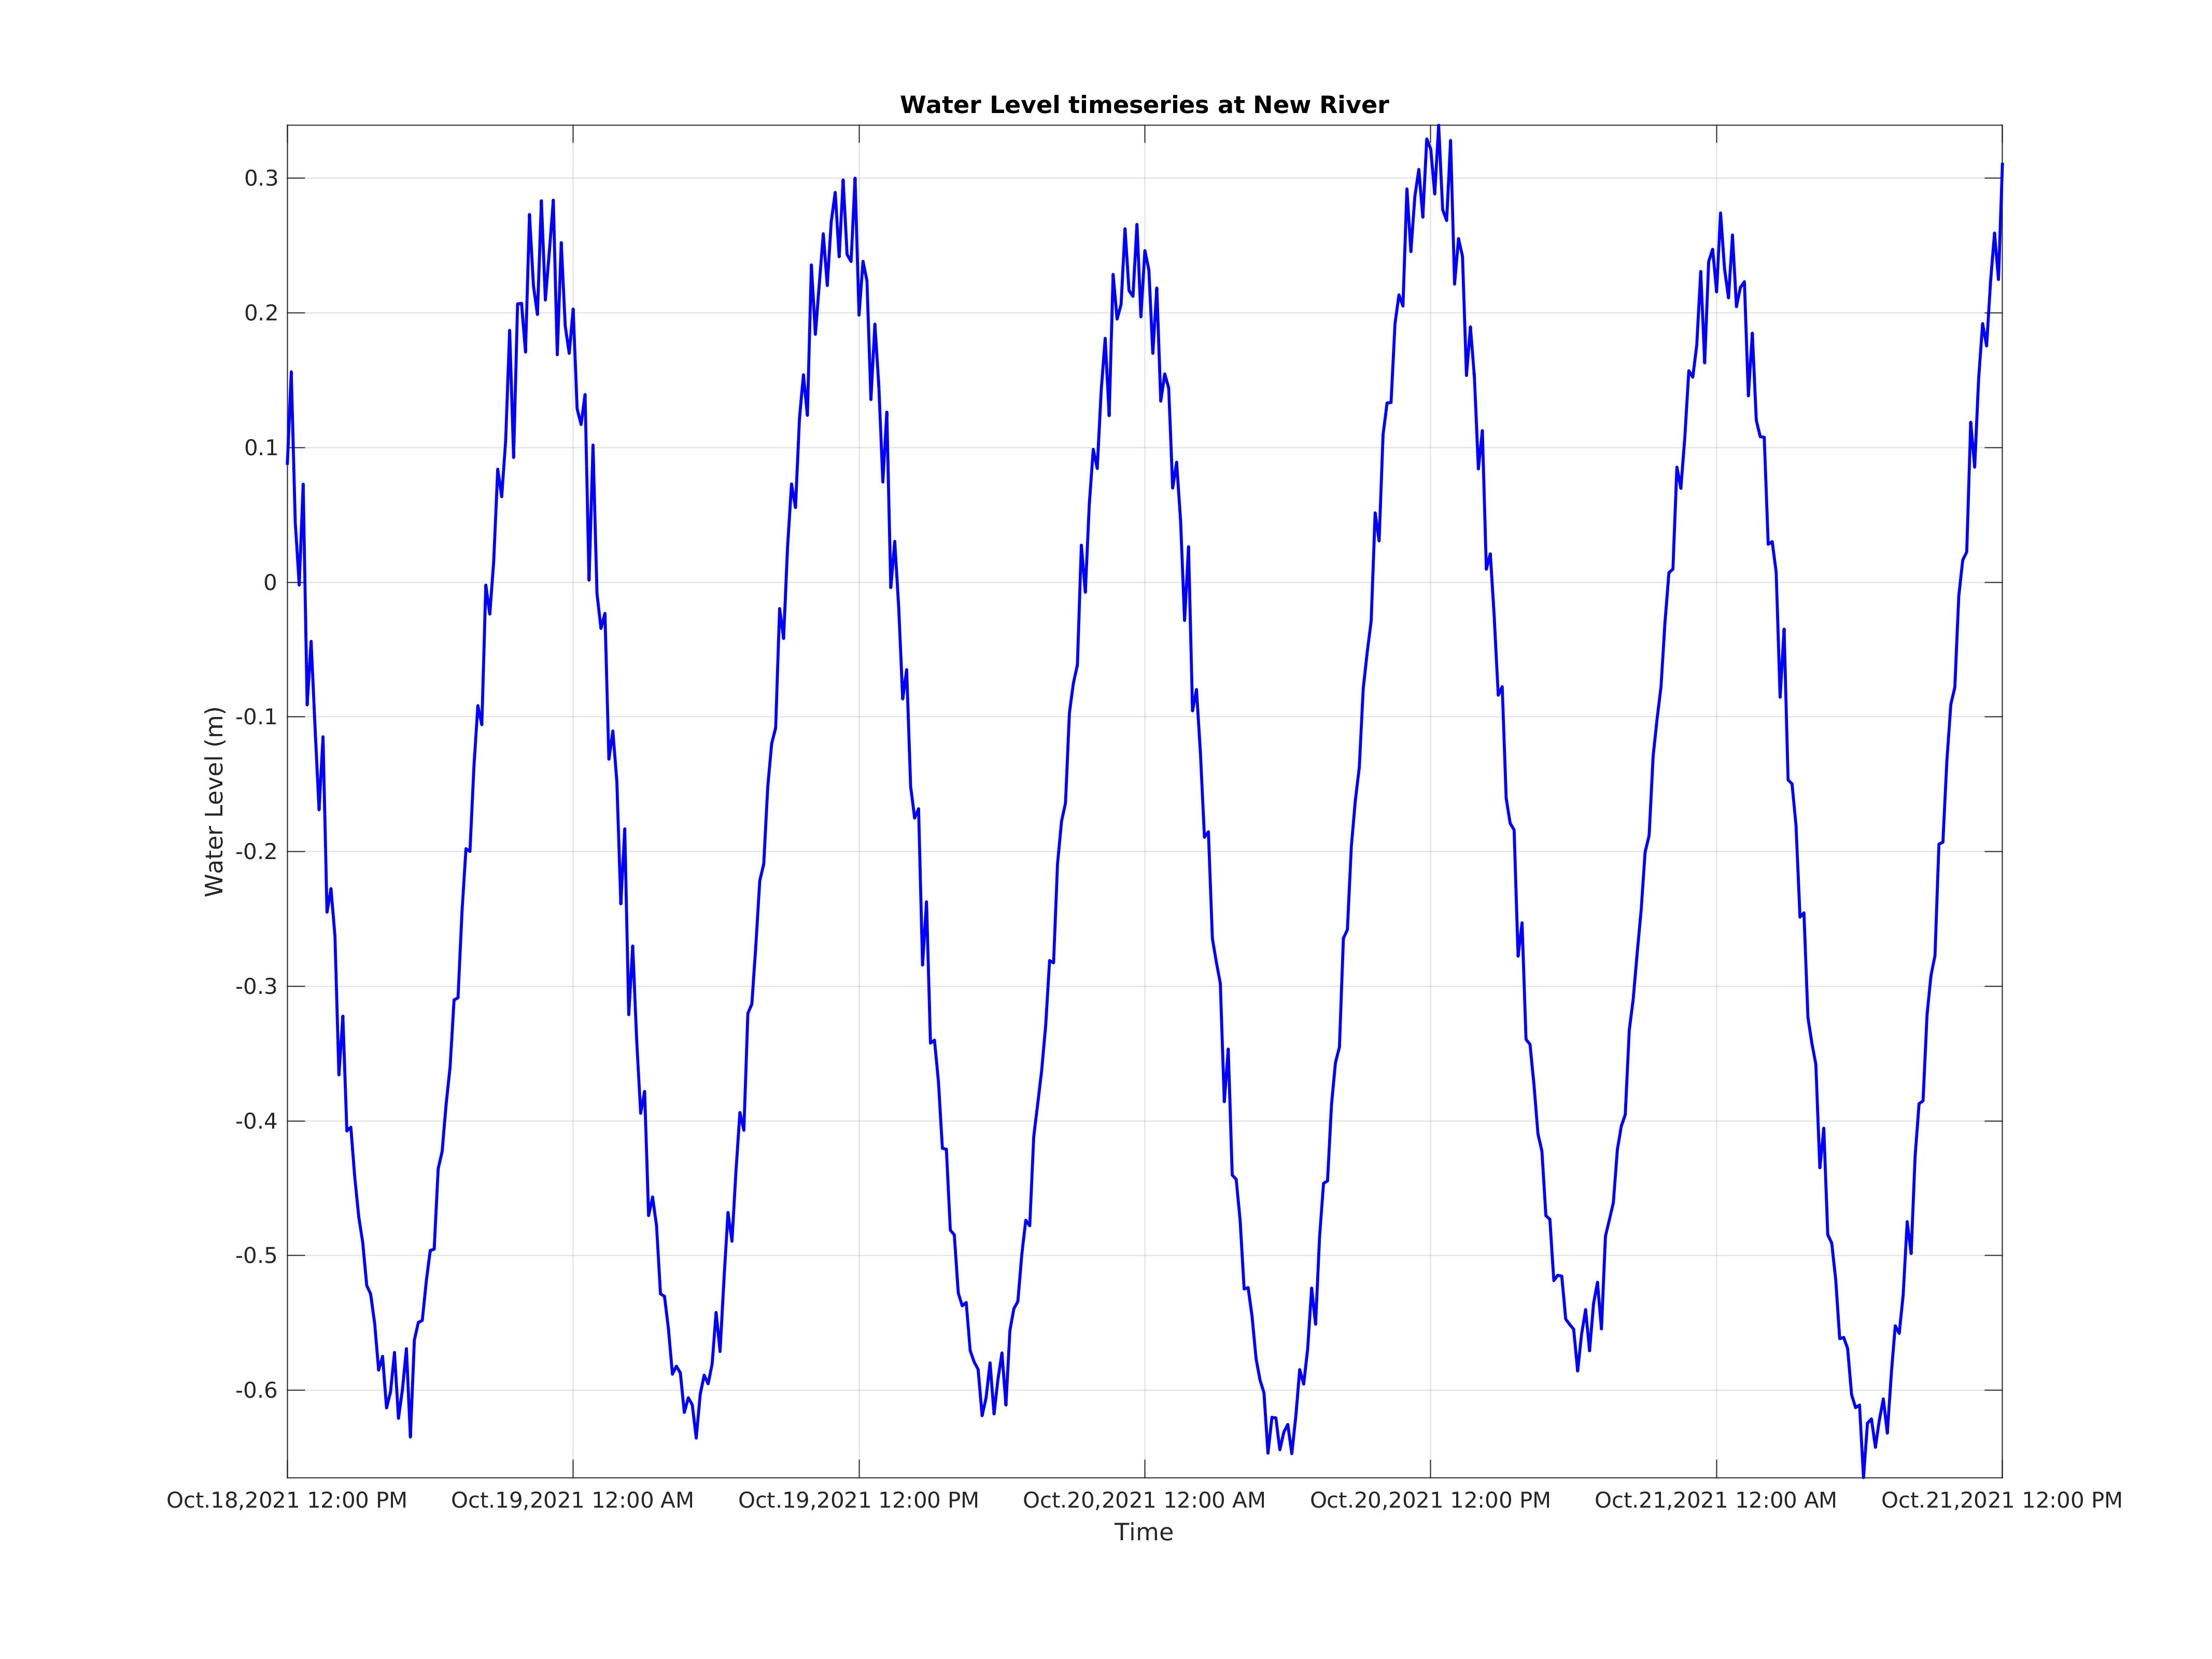 Water Level timeseries at New River
0.3
0.2
0.1
0
-0.1
-0.2
-0.3
-0.4
-0.5
-0.6
Water Level (m)
Oct.18,2021 12:00 PM Oct.19,2021 12:00 AM Oct.19,2021 12:00 PM Oct.20,2021 12:00 AM Oct.20,2021 12:00 PM Oct.21,2021 12:00 AM Oct.21,2021 12:00 PM
Time